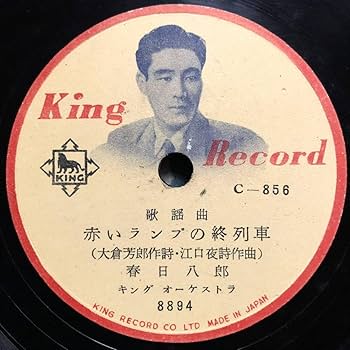 King
Record
KING
C-856
歌謡曲
赤いランプの終列車
(大倉芳郎作詩・江口夜詩作曲)
春日八郎
キング オーケストラ
8894
KING RECORD CO LTD MADE IN JAPAN